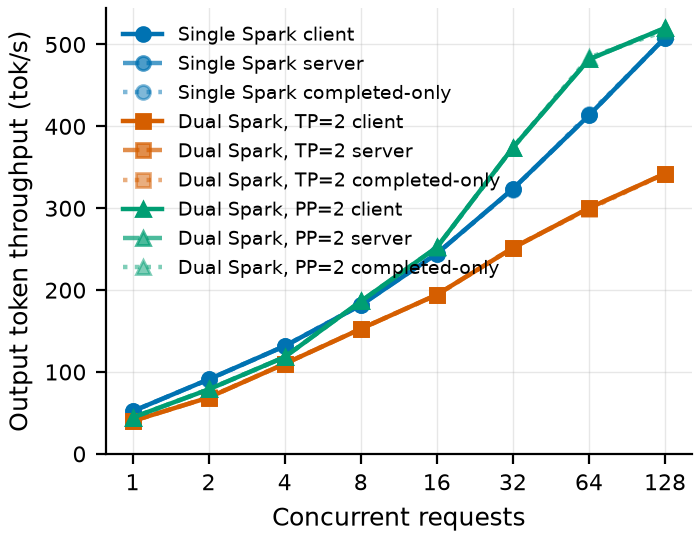 Output token throughput (tok/s)
500
400
300
200
100
0
Single Spark client
Single Spark server
Single Spark completed-only
Dual Spark, TP=2 client
Dual Spark, TP=2 server
Dual Spark, TP=2 completed-only
Dual Spark, PP=2 client
Dual Spark, PP=2 server
Dual Spark, PP=2 completed-only
1 2 4 8 16 32 64 128
Concurrent requests